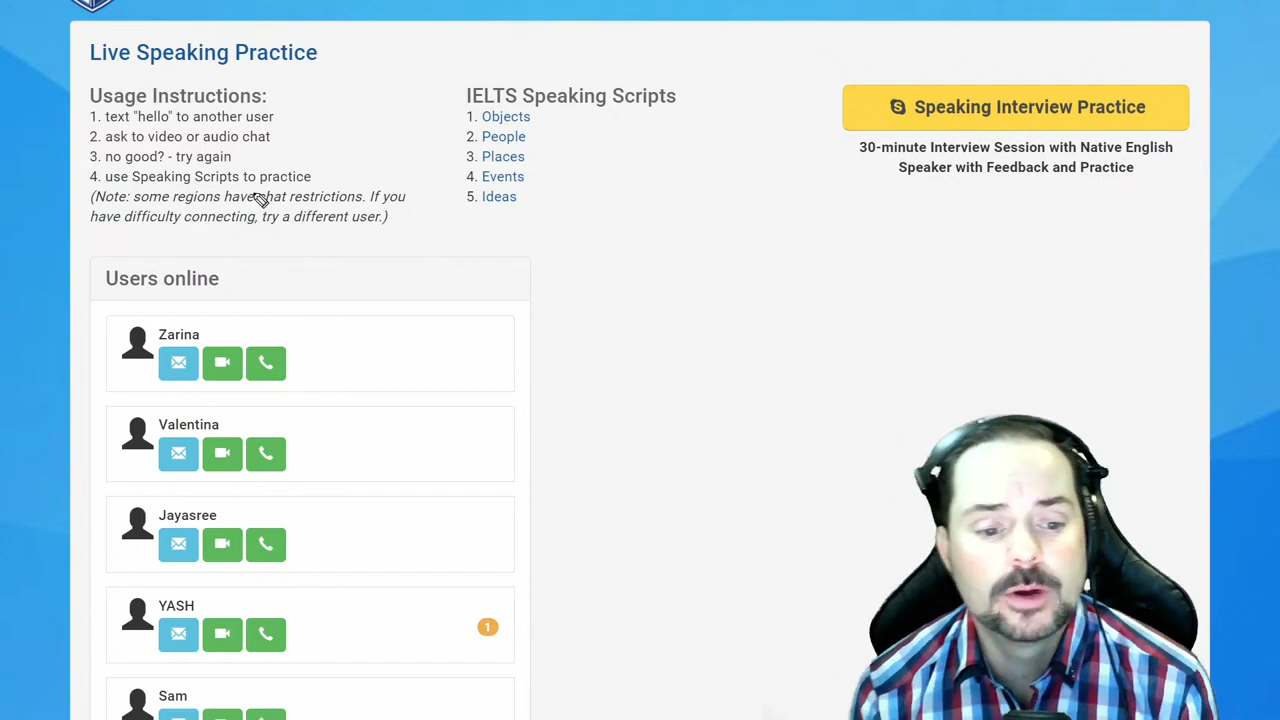 Live Speaking Practice
Usage Instructions:
1. text "hello" to another user
2. ask to video or audio chat
3. no good? - try again
4. use Speaking Scripts to practice
(Note: some regions have chat restrictions. If you
have difficulty connecting, try a different user.)
IELTS Speaking Scripts
1. Objects
2. People
3. Places
4. Events
5. Ideas
Speaking Interview Practice
30-minute Interview Session with Native English
Speaker with Feedback and Practice
Users online
Zarina
Valentina
Jayasree
YASH
1
Sam